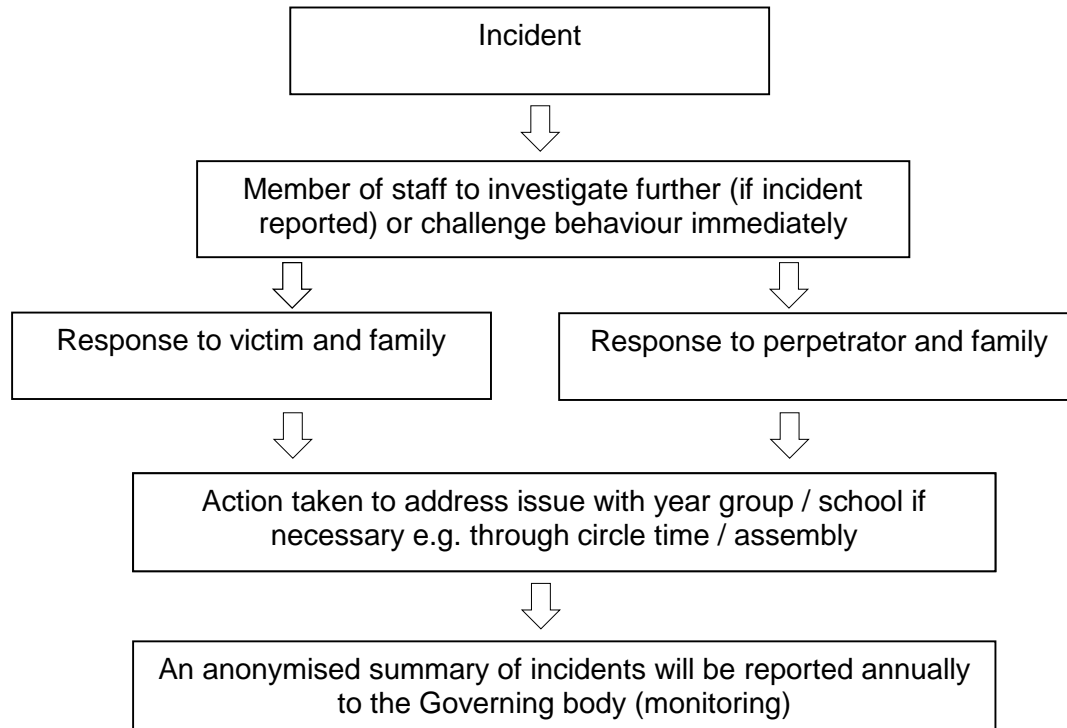 Incident
Member of staff to investigate further (if incident
reported) or challenge behaviour immediately
Response to victim and family
Response to perpetrator and family
Action taken to address issue with year group / school if
necessary e.g. through circle time / assembly
An anonymised summary of incidents will be reported annually
to the Governing body (monitoring)